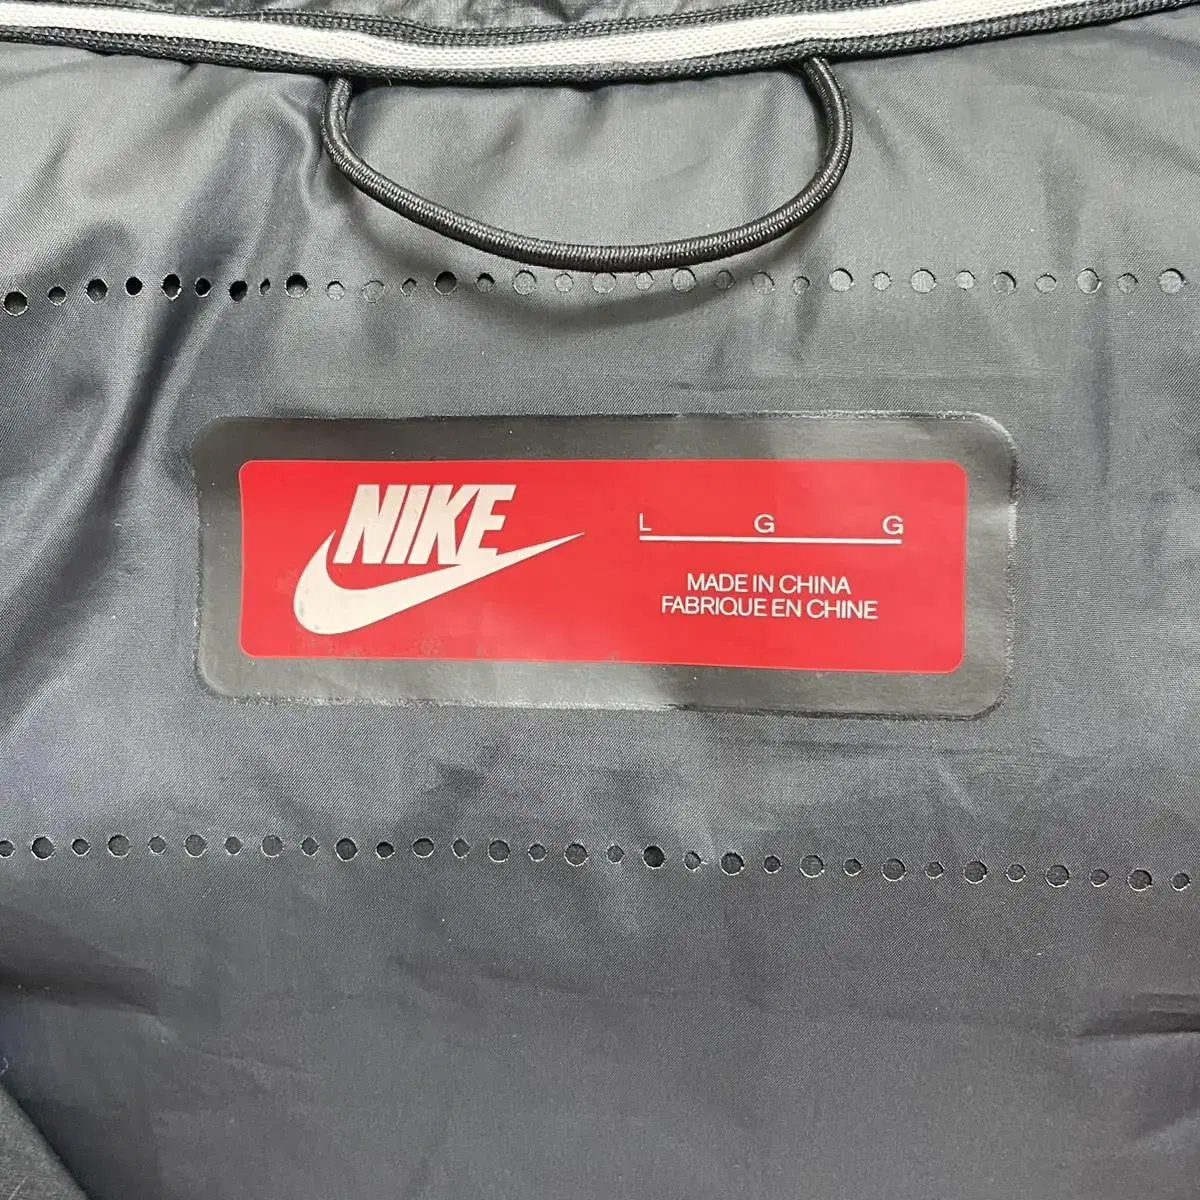 NIKE
L G G
MADE IN CHINA
FABRIQUE EN CHINE